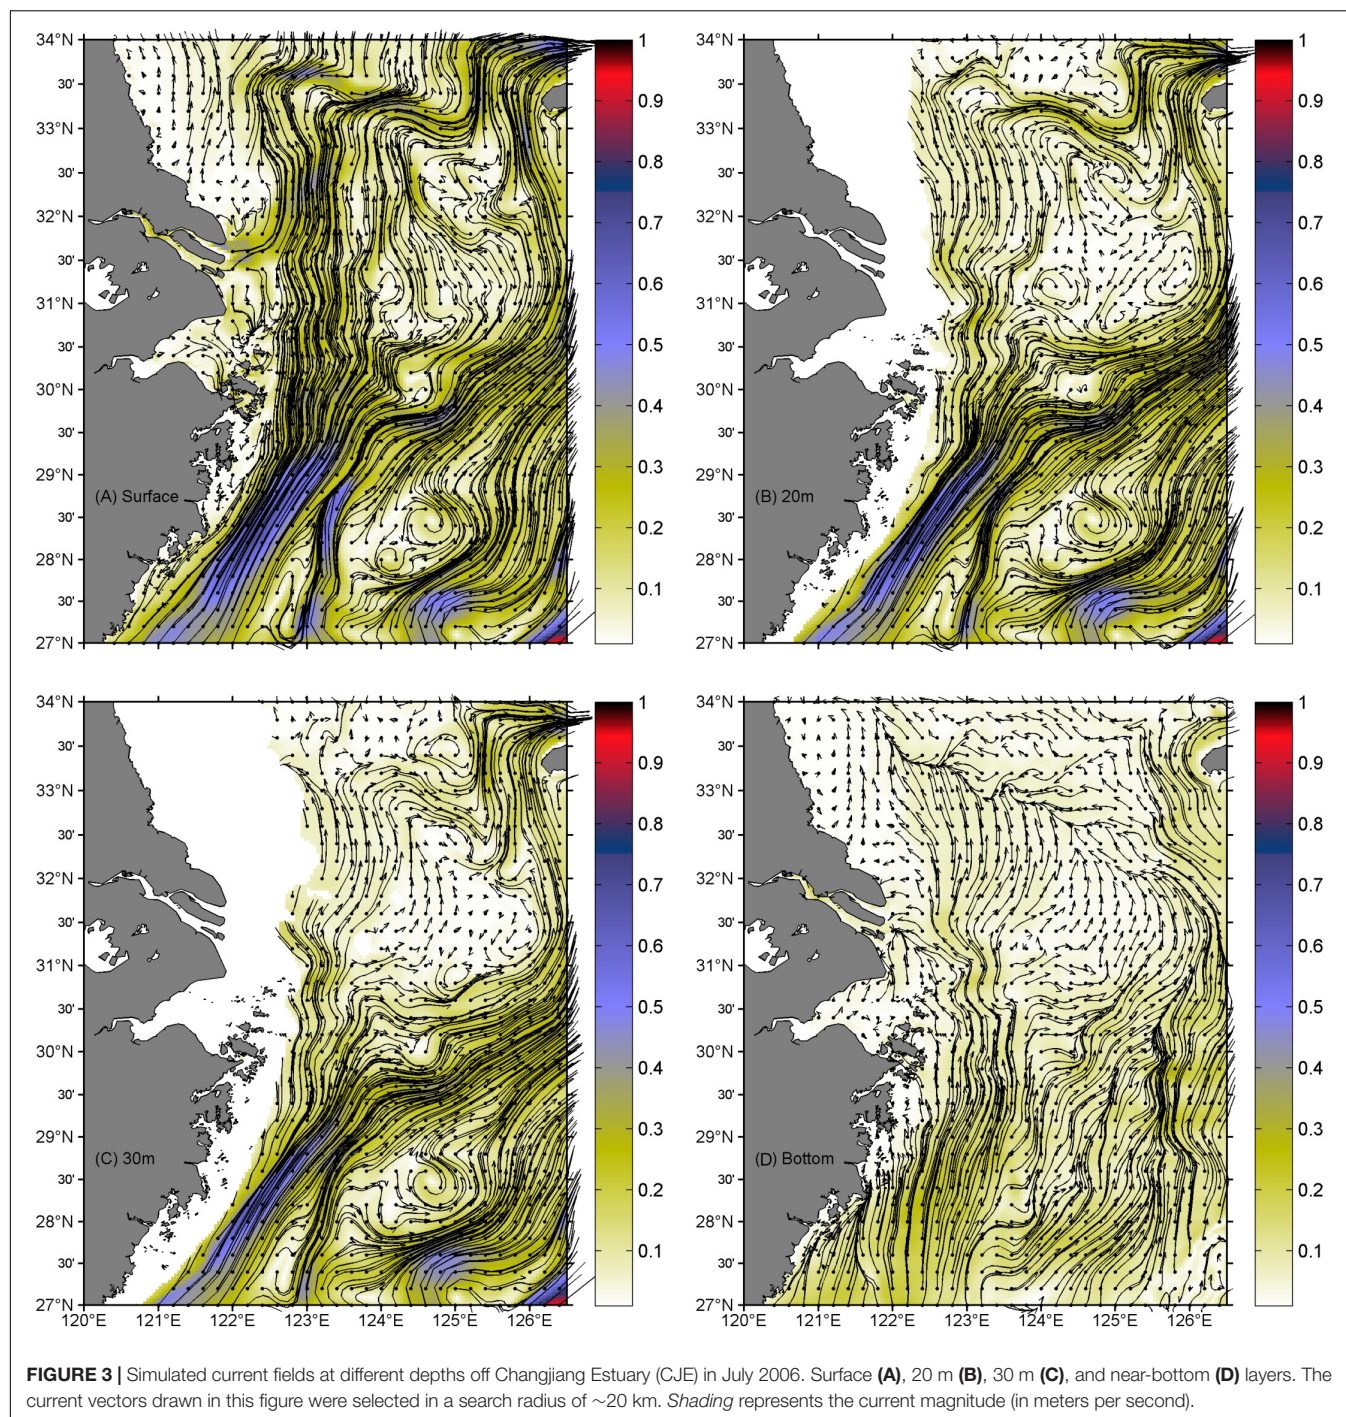 34°N
30'
33°N
30'
32°N
30'
31°N
30'
30°N
30'
29°N
30'
28°N
30'
27°N
(A) Surface
1
0.9
0.8
0.7
0.6
0.5
0.4
0.3
0.2
0.1
34°N
30'
33°N
30'
32°N
30'
31°N
30'
30°N
30'
29°N
30'
28°N
30'
27°N
(B) 20m
1
0.9
0.8
0.7
0.6
0.5
0.4
0.3
0.2
0.1
34°N
30'
33°N
30'
32°N
30'
31°N
30'
30°N
30'
29°N
30'
28°N
30'
27°N
(C) 30m
120°E 121°E 122°E 123°E 124°E 125°E 126°E
1
0.9
0.8
0.7
0.6
0.5
0.4
0.3
0.2
0.1
34°N
30'
33°N
30'
32°N
30'
31°N
30'
30°N
30'
29°N
30'
28°N
30'
27°N
(D) Bottom
120°E 121°E 122°E 123°E 124°E 125°E 126°E
1
0.9
0.8
0.7
0.6
0.5
0.4
0.3
0.2
0.1
FIGURE 3 | Simulated current fields at different depths off Changjiang Estuary (CJE) in July 2006. Surface (A), 20 m (B), 30 m (C), and near-bottom (D) layers. The
current vectors drawn in this figure were selected in a search radius of ~20 km. Shading represents the current magnitude (in meters per second).